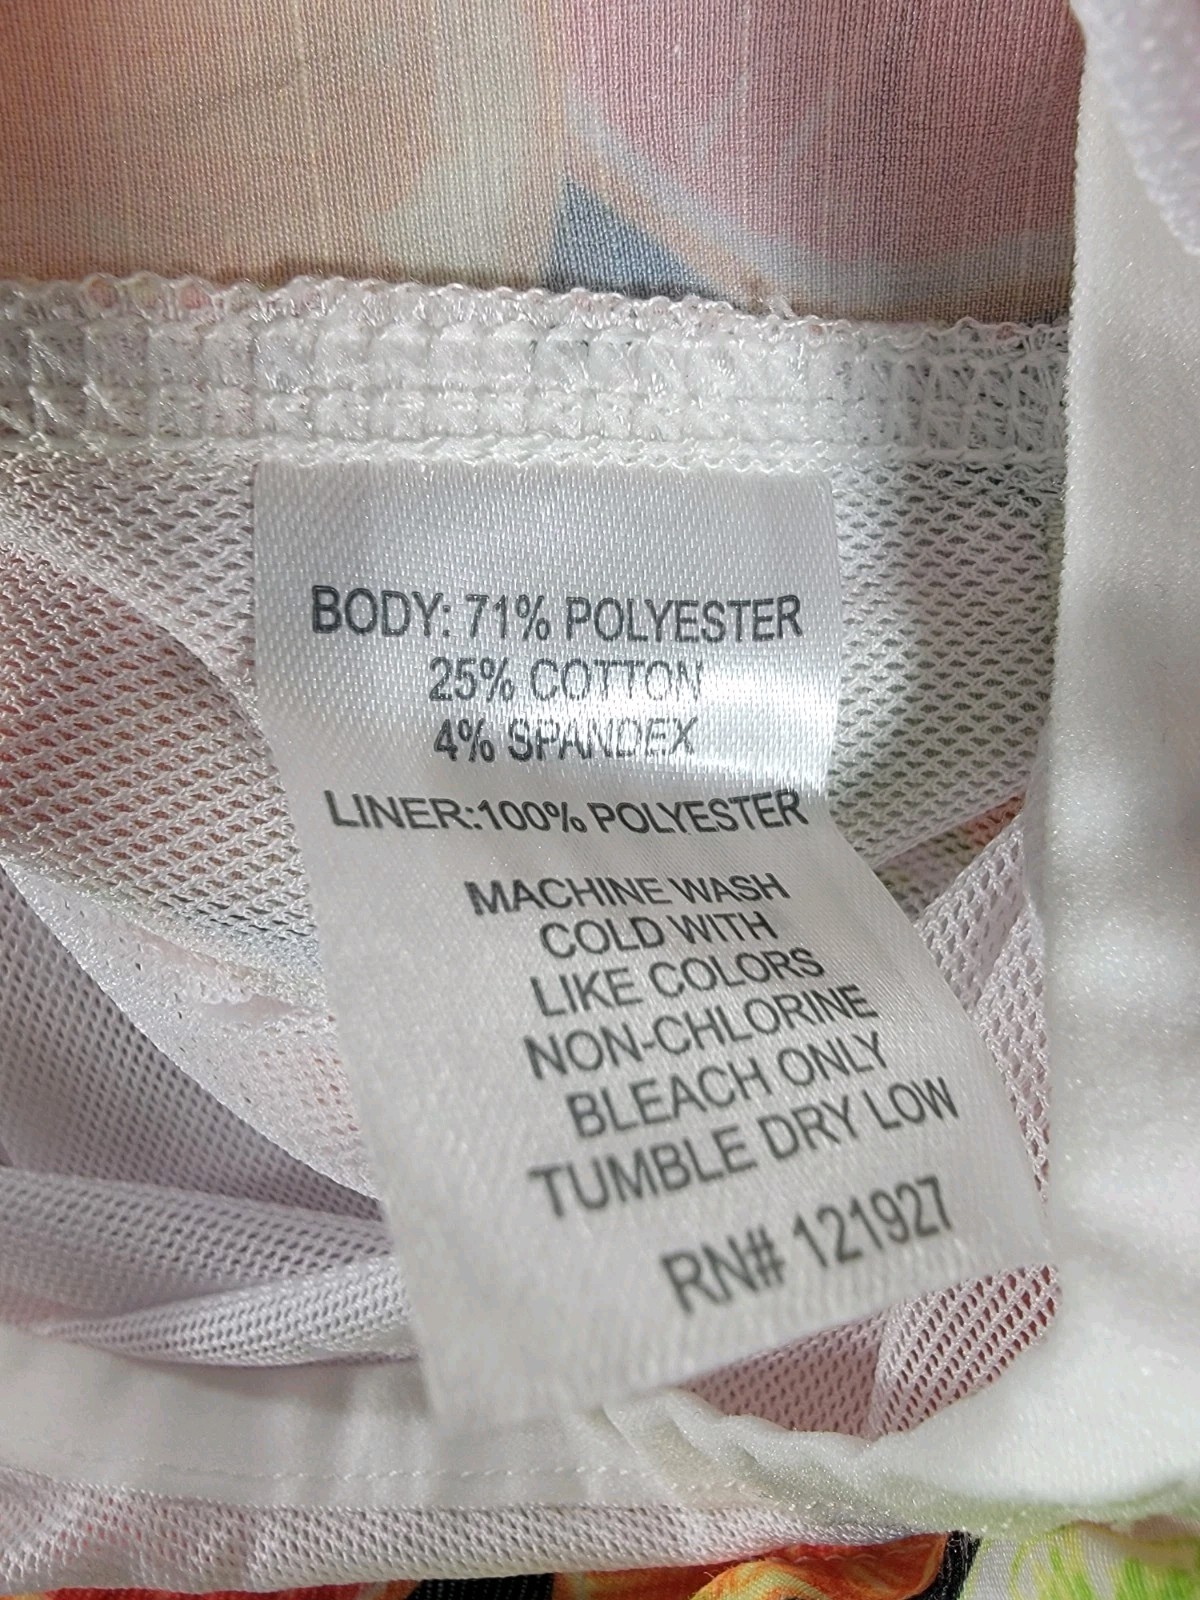 BODY: 71% POLYESTER
25% COTTON
4% SPANDEX
LINER:100% POLYESTER
MACHINE WASH
COLD WITH
LIKE COLORS
NON-CHLORINE
BLEACH ONLY
TUMBLE DRY LOW
RN# 121927